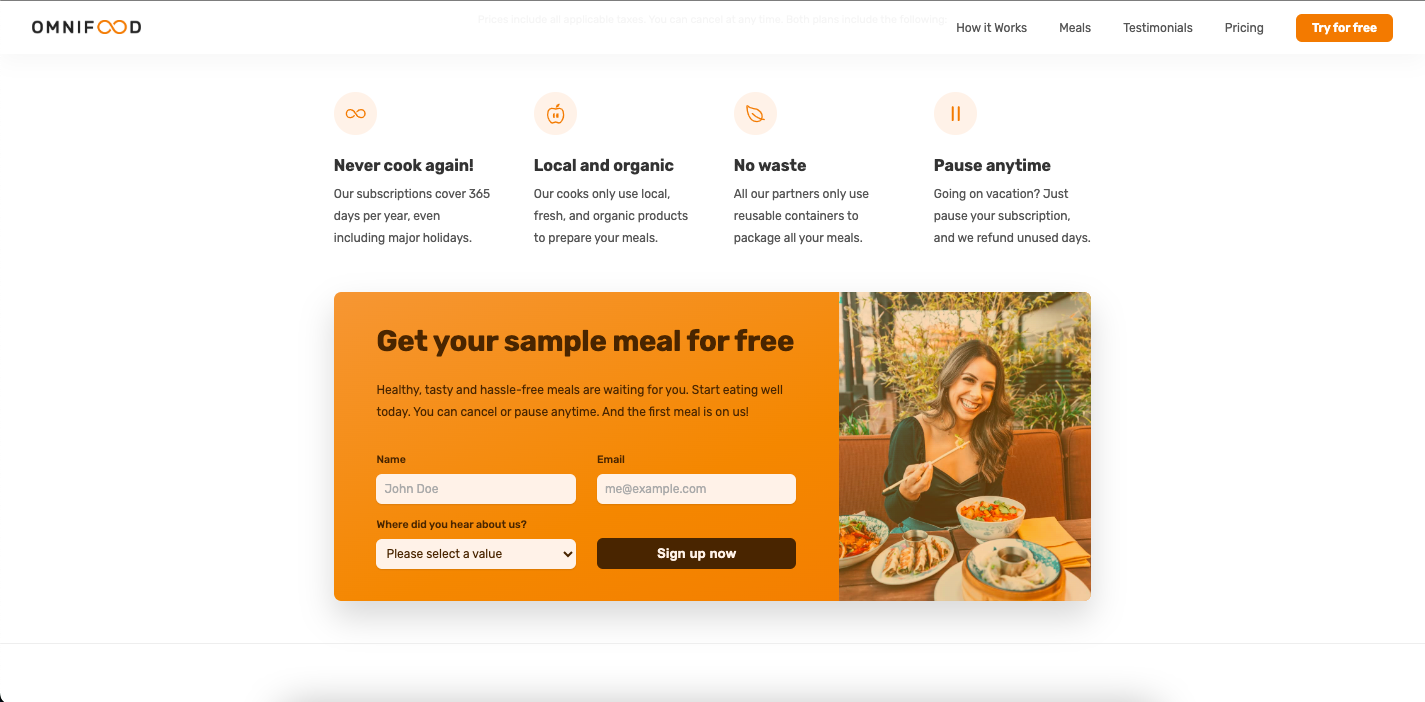 Prices include all applicable taxes. You can cancel at any time. Both plans include the following:
OMNIFOOD
How it Works
Meals
Testimonials
Pricing
Try for free
Never cook again!
Our subscriptions cover 365
days per year, even
including major holidays.
Local and organic
Our cooks only use local,
fresh, and organic products
to prepare your meals.
No waste
All our partners only use
reusable containers to
package all your meals.
Pause anytime
Going on vacation? Just
pause your subscription,
and we refund unused days.
Get your sample meal for free
Healthy, tasty and hassle-free meals are waiting for you. Start eating well
today. You can cancel or pause anytime. And the first meal is on us!
Name
John Doe
Email
me@example.com
Where did you hear about us?
Please select a value
Sign up now